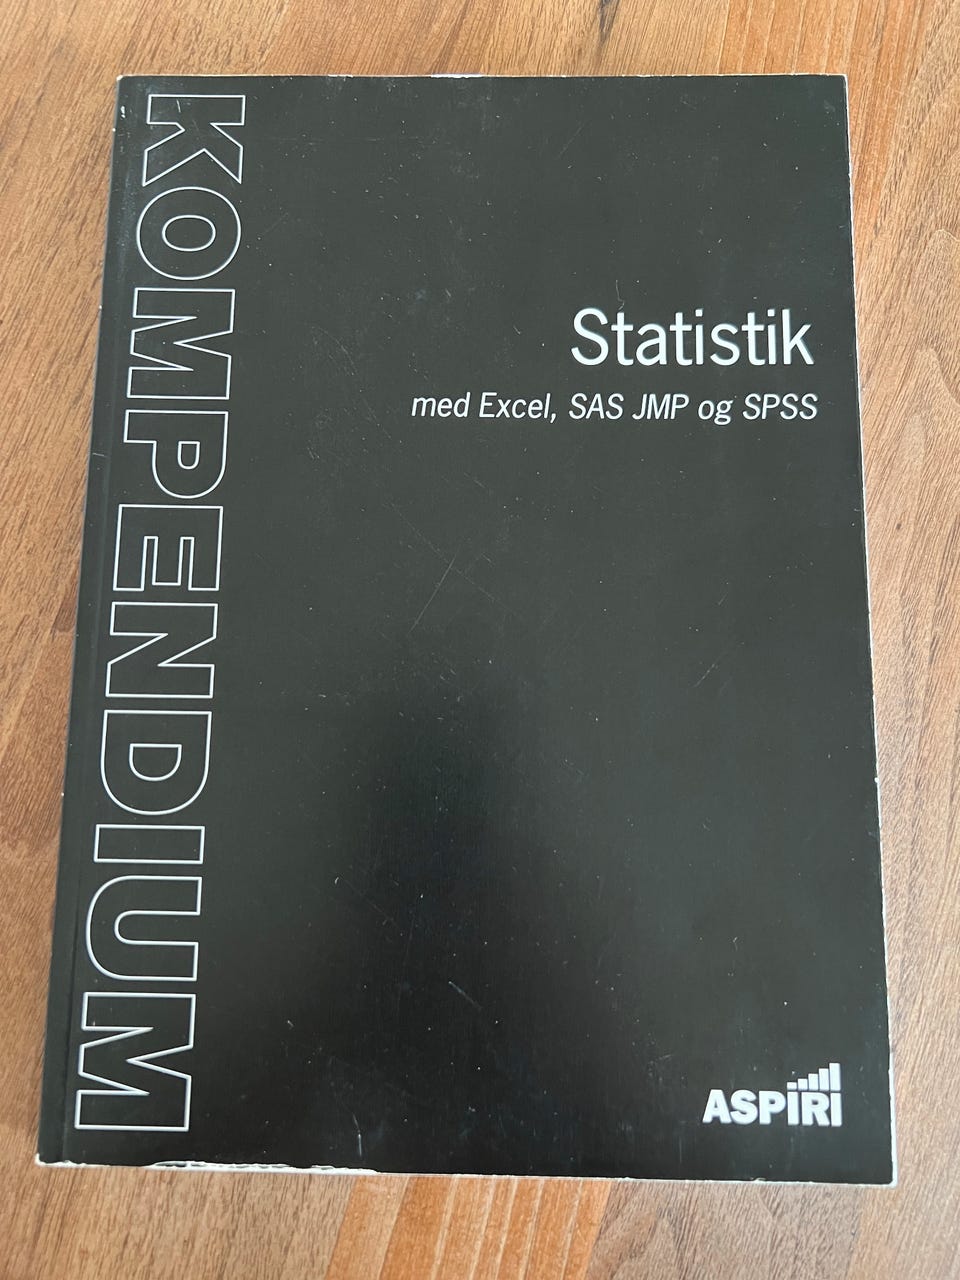 KOMPENDIUM
Statistik
med Excel, SAS JMP og SPSS
ASPIRI